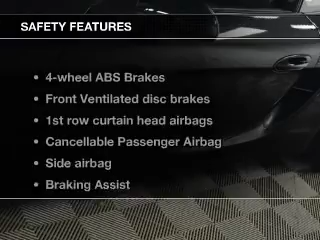 SAFETY FEATURES
• 4-wheel ABS Brakes
• Front Ventilated disc brakes
• 1st row curtain head airbags
• Cancellable Passenger Airbag
• Side airbag
• Braking Assist